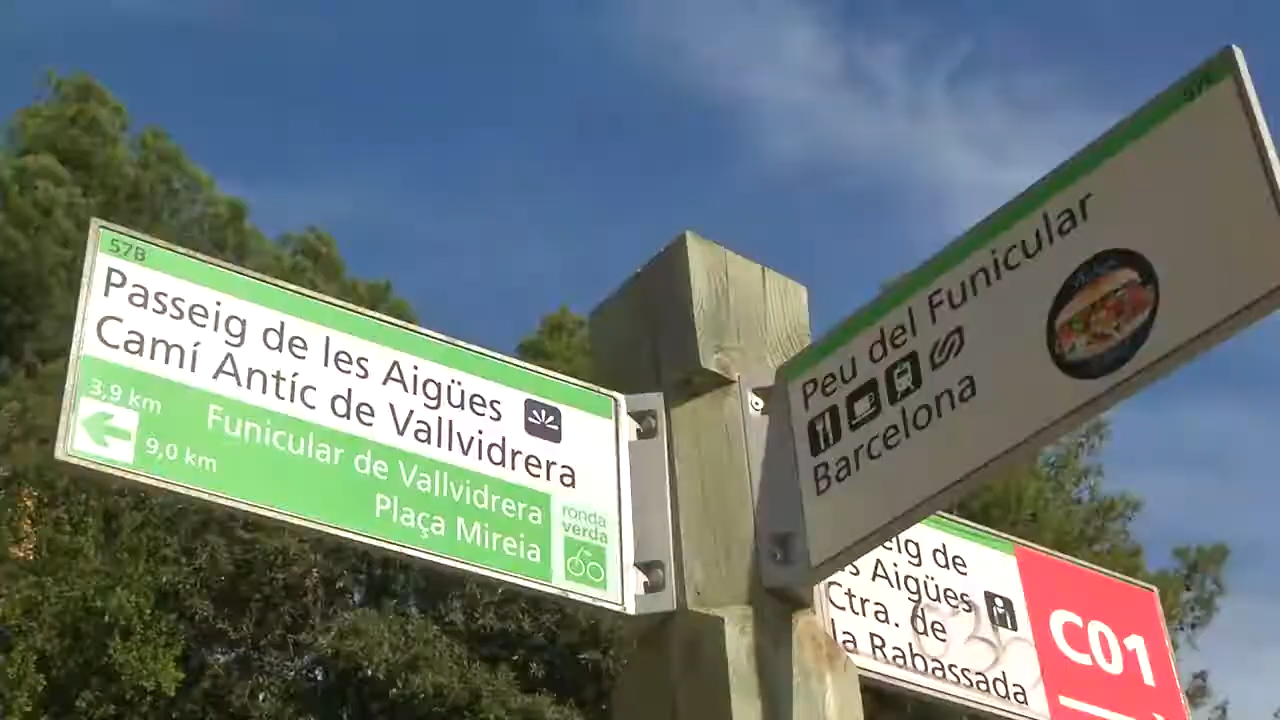 57B
Passeig de les Aigües
Camí Antíc de Vallvidrera
3,9 km
Funicular de Vallvidrera
9,0 km
Plaça Mireia
ronda
verda
Peu del Funicular
Barcelona
eig de
Aigües
Ctra. de
la Rabassada
C01